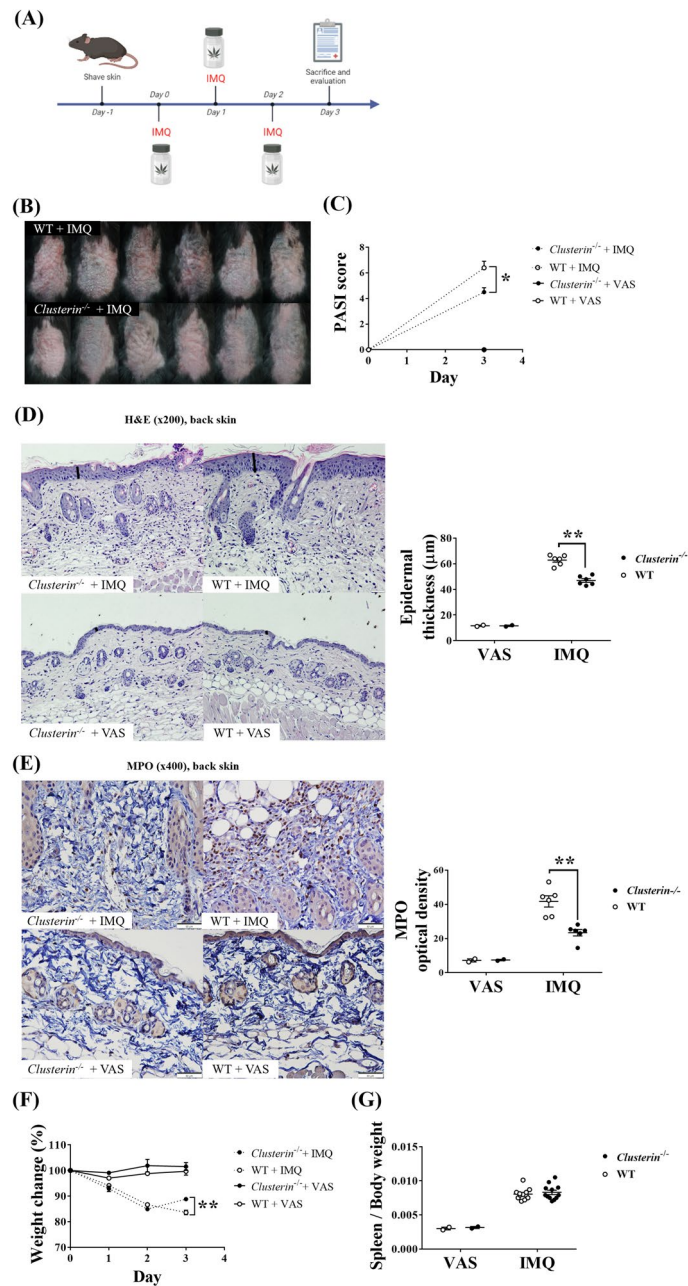 (A)
IMQ
Shave skin
Sacrifice and
evaluation
Day 0
Day 2
Day -1
Day 1
Day 3
IMQ
IMQ
(B)
WT + IMQ
Clusterin-/- + IMQ
(C)
PASI score
8
6
4
2
0
0 1 2 3 4
Day
*
Clusterin-/- + IMQ
WT + IMQ
Clusterin-/- + VAS
WT + VAS
(D)
H&E (x200), back skin
Clusterin-/- + IMQ
WT + IMQ
Clusterin-/- + VAS
WT + VAS
Epidermal
thickness (μm)
80
60
40
20
0
**
VAS IMQ
Clusterin-/-
WT
(E)
MPO (x400), back skin
Clusterin-/- + IMQ
WT + IMQ
Clusterin-/- + VAS
WT + VAS
MPO
optical density
60
40
20
0
**
VAS IMQ
Clusterin-/-
WT
(F)
Weight change (%)
110
100
90
80
70
0 1 2 3 4
Day
**
Clusterin-/- + IMQ
WT + IMQ
Clusterin-/- + VAS
WT + VAS
(G)
Spleen / Body weight
0.015
0.010
0.005
0.000
VAS IMQ
Clusterin-/-
WT